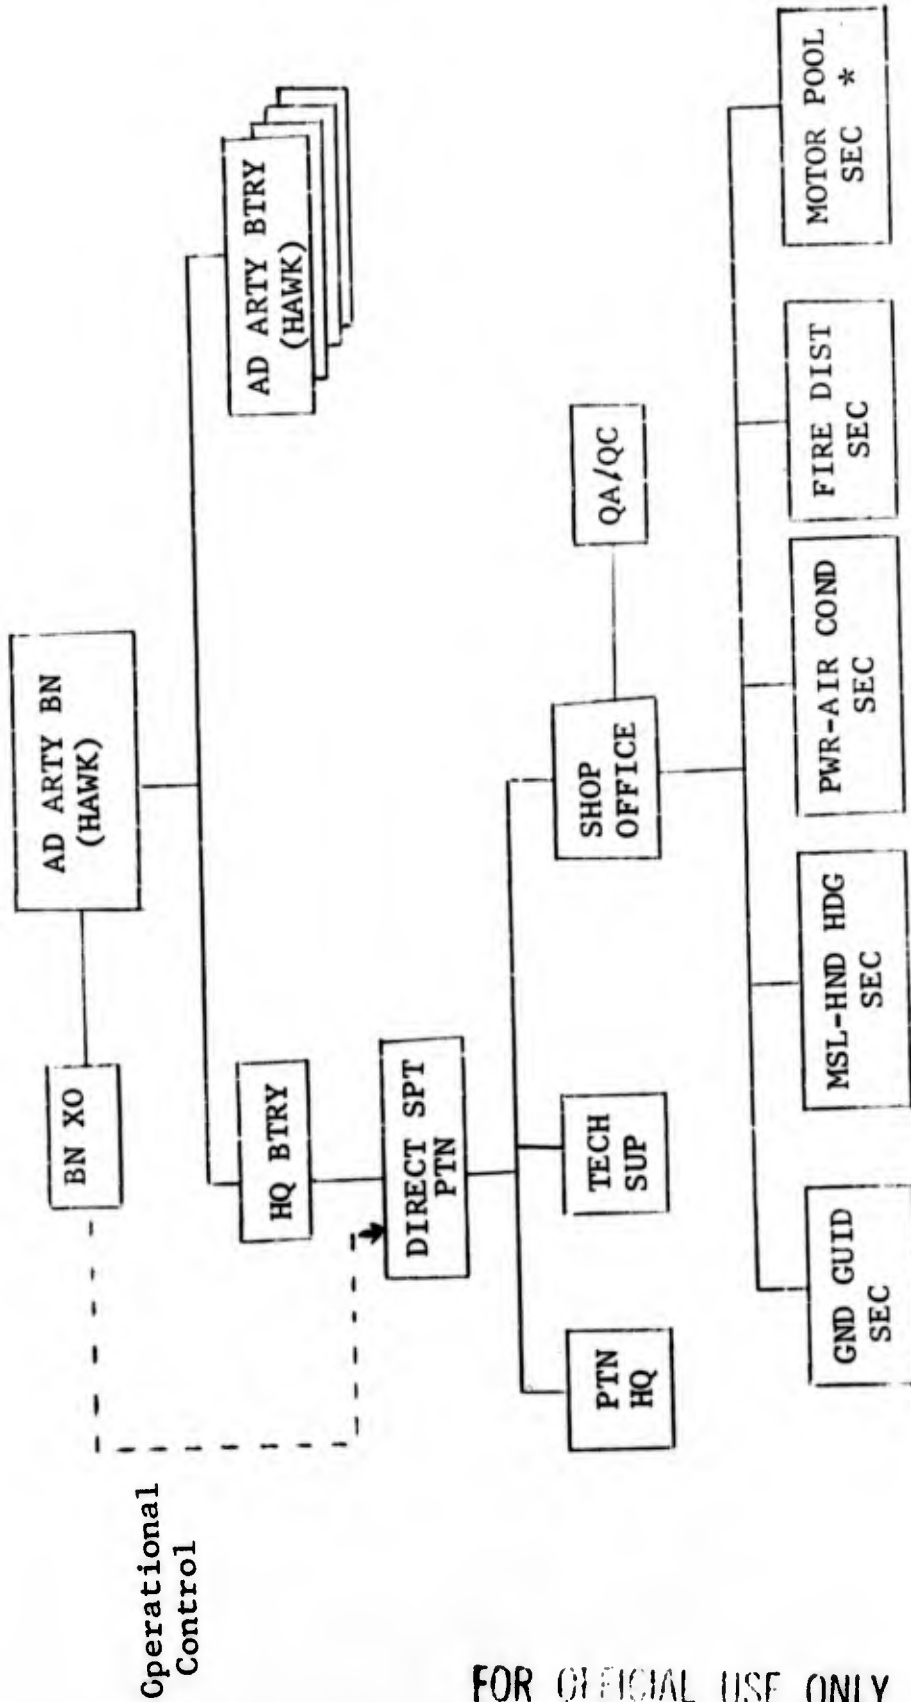 Operational
Control
BN XO
AD ARTY BN
(HAWK)
HQ BTRY
AD ARTY BTRY
(HAWK)
DIRECT SPT
PTN
PTN
HQ
TECH
SUP
SHOP
OFFICE
QA/QC
GND GUID
SEC
MSL-HND HDG
SEC
PWR-AIR COND
SEC
FIRE DIST
SEC
MOTOR POOL
SEC *
FOR OFFICIAL USE ONLY